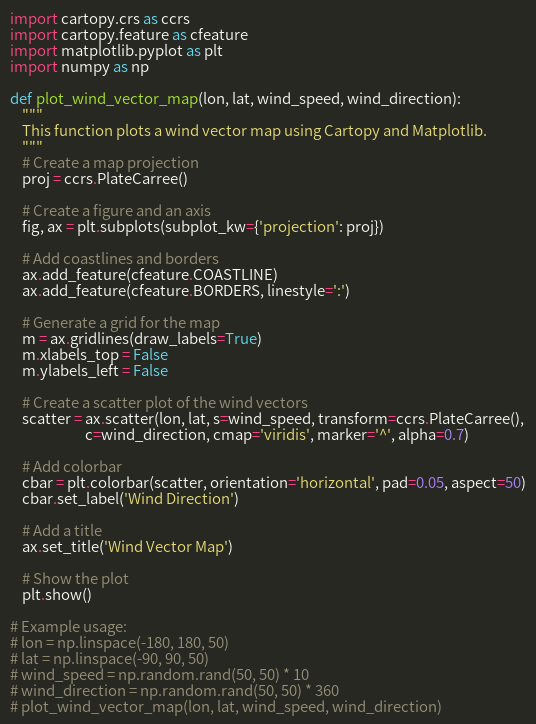 import cartopy.crs as ccrs
import cartopy.feature as cfeature
import matplotlib.pyplot as plt
import numpy as np

def plot_wind_vector_map(lon, lat, wind_speed, wind_direction):
    """
    This function plots a wind vector map using Cartopy and Matplotlib.
    """
    # Create a map projection
    proj = ccrs.PlateCarree()

    # Create a figure and an axis
    fig, ax = plt.subplots(subplot_kw={'projection': proj})

    # Add coastlines and borders
    ax.add_feature(cfeature.COASTLINE)
    ax.add_feature(cfeature.BORDERS, linestyle=':')

    # Generate a grid for the map
    m = ax.gridlines(draw_labels=True)
    m.xlabels_top = False
    m.ylabels_left = False

    # Create a scatter plot of the wind vectors
    scatter = ax.scatter(lon, lat, s=wind_speed, transform=ccrs.PlateCarree(),
                         c=wind_direction, cmap='viridis', marker='^', alpha=0.7)

    # Add colorbar
    cbar = plt.colorbar(scatter, orientation='horizontal', pad=0.05, aspect=50)
    cbar.set_label('Wind Direction')

    # Add a title
    ax.set_title('Wind Vector Map')

    # Show the plot
    plt.show()

# Example usage:
# lon = np.linspace(-180, 180, 50)
# lat = np.linspace(-90, 90, 50)
# wind_speed = np.random.rand(50, 50) * 10
# wind_direction = np.random.rand(50, 50) * 360
# plot_wind_vector_map(lon, lat, wind_speed, wind_direction)